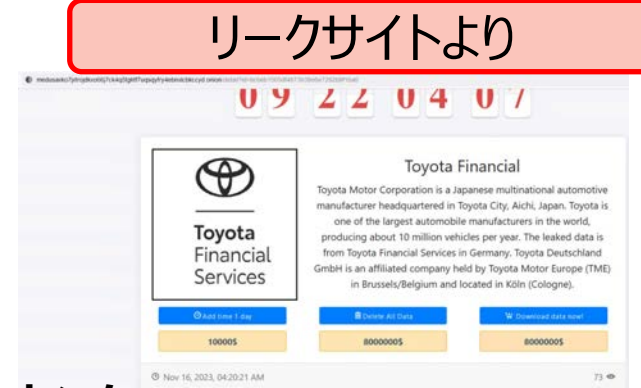 リークサイトより
09 22 04 07
Toyota Financial Services
Toyota Financial
Toyota Motor Corporation is a Japanese multinational automotive
manufacturer headquartered in Toyota City, Aichi, Japan. Toyota is
one of the largest automobile manufacturers in the world,
producing about 10 million vehicles per year. The leaked data is
from Toyota Financial Services in Germany. Toyota Deutschland
GmbH is an affiliated company held by Toyota Motor Europe (TME)
in Brussels/Belgium and located in Köln (Cologne).
Add time 1 day
Delete All Data
Download data now!
10000$
8000000$
8000000$
Nov 16, 2023, 04:20:21 AM
73